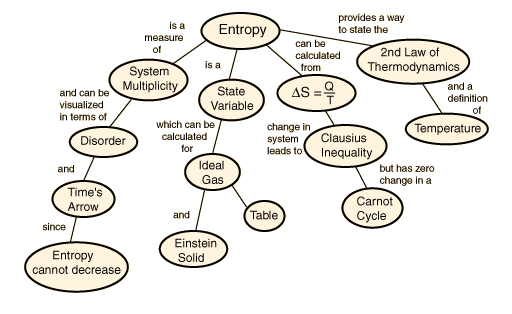 Entropy
is a
measure
of
is a
can be
calculated
from
provides a way
to state the
System
Multiplicity
State
Variable
ΔS = Q/T
2nd Law of
Thermodynamics
and can be
visualized
in terms of
which can be
calculated
for
change in
system
leads to
and a
definition
of
Disorder
Ideal
Gas
Clausius
Inequality
Temperature
and
but has zero
change in a
Time's
Arrow
and
Table
Carnot
Cycle
since
Einstein
Solid
Entropy
cannot decrease